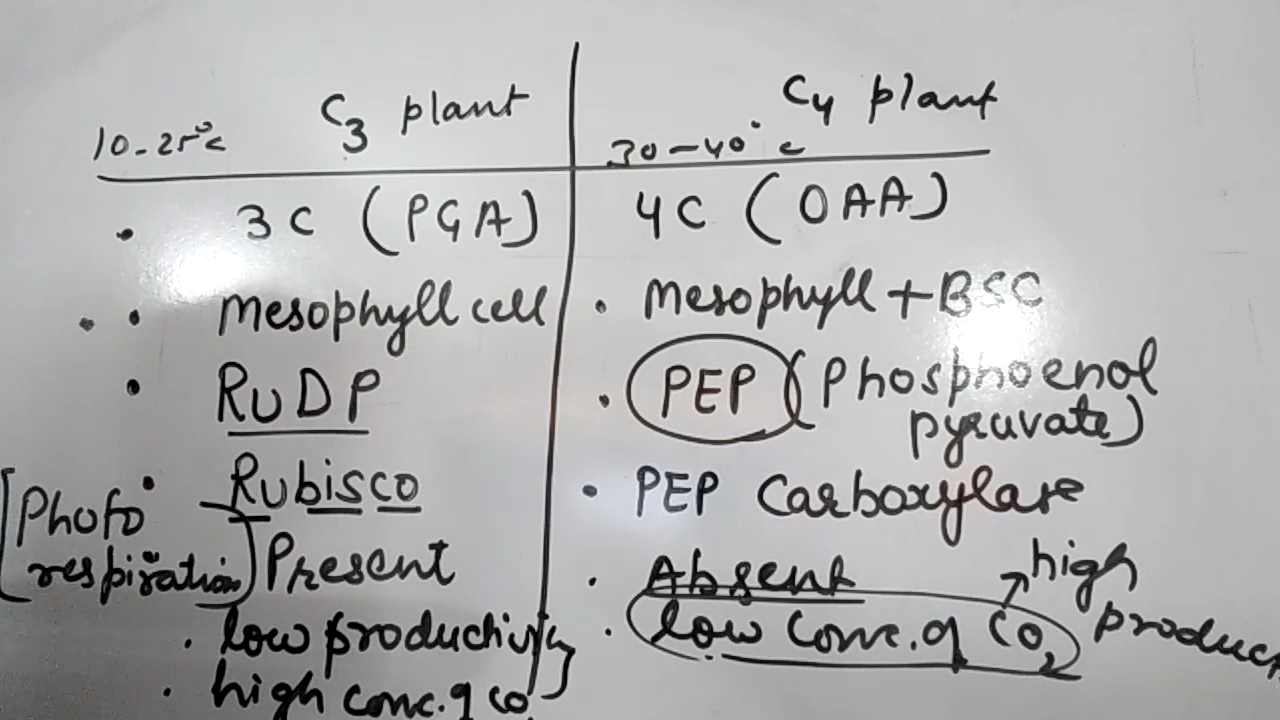 C3 plant
10-25°c
3C (PGA)
Mesophyll cell
RuDP
Rubisco
[Photo respiration] Present
low productivity
high conc. of co
C4 plant
30-40°c
4C (OAA)
Mesophyll + BSC
PEP (Phosphoenol
pyruvate)
PEP Carboxylase
Absent
low conc. of CO2 → high
product